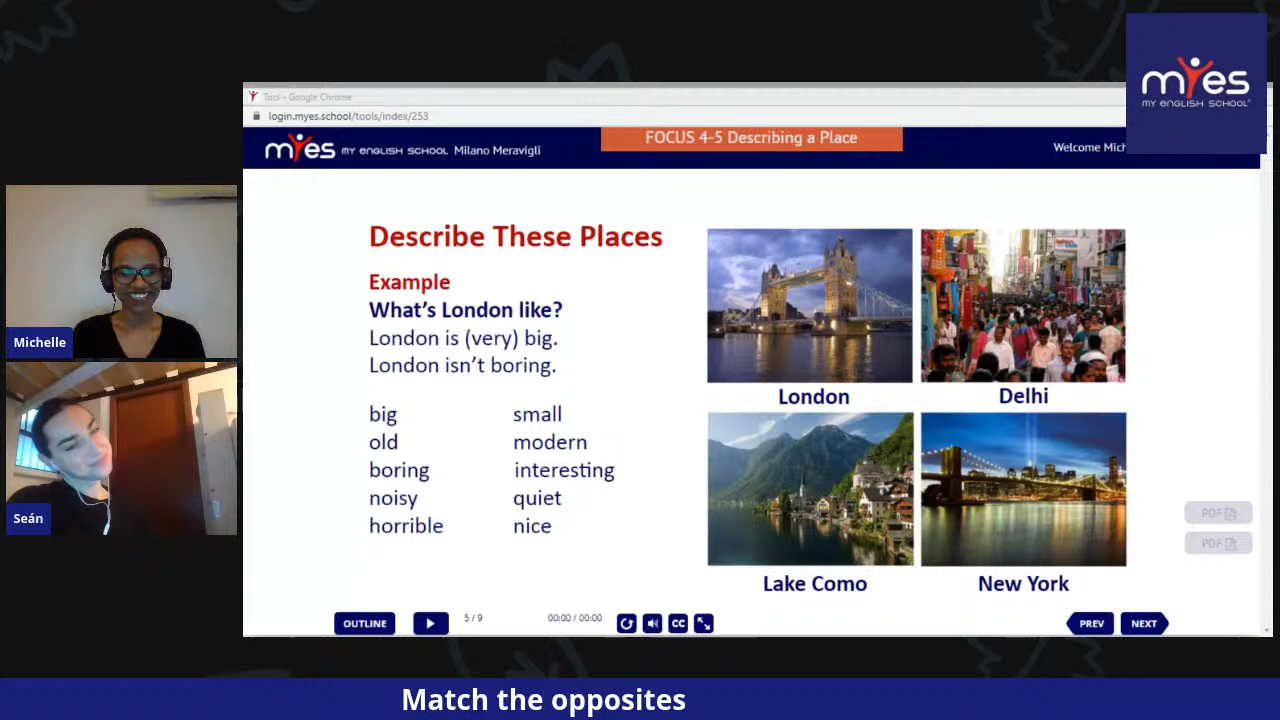 myes
MY ENGLISH SCHOOL
Tool - Google Chrome
login.myes.school/tools/index/253
myes MY ENGLISH SCHOOL Milano Meravigli
FOCUS 4-5 Describing a Place
Welcome Mich
Describe These Places
Example
What's London like?
London is (very) big.
London isn't boring.
big small
old modern
boring interesting
noisy quiet
horrible nice
London
Delhi
Lake Como
New York
Michelle
Seán
PDF
PDF
OUTLINE
5 / 9
00:00 / 00:00
CC
PREV
NEXT
Match the opposites